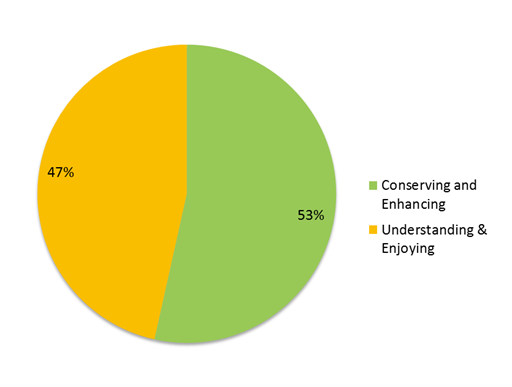 47%
53%
Conserving and
Enhancing
Understanding &
Enjoying